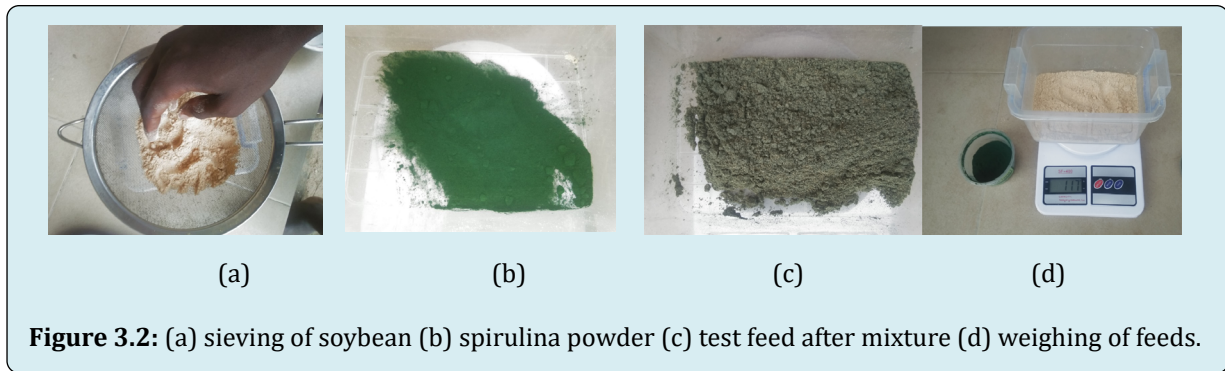 (a) (b) (c) (d)
Figure 3.2: (a) sieving of soybean (b) spirulina powder (c) test feed after mixture (d) weighing of feeds.